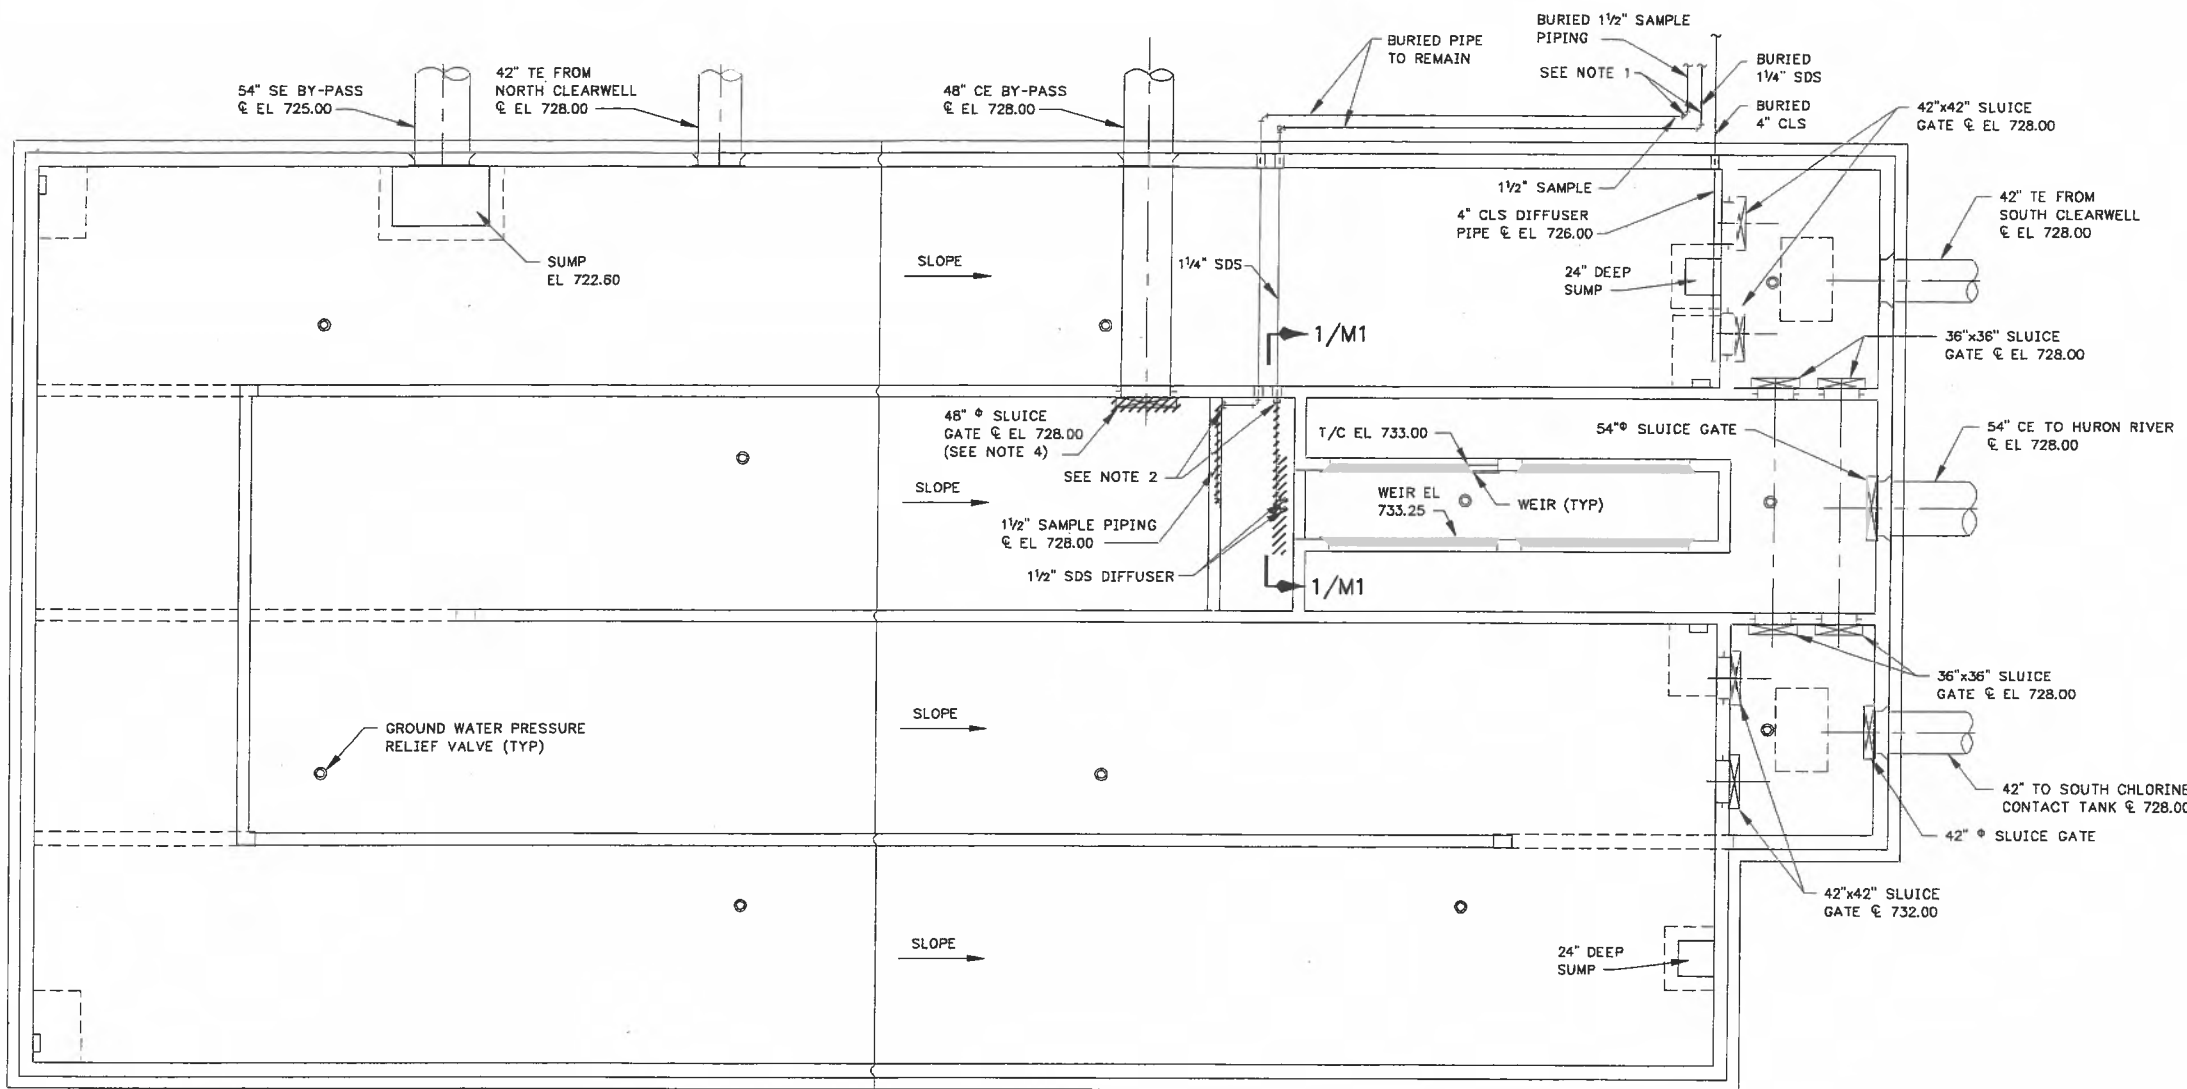 BURIED 1½" SAMPLE
PIPING
BURIED PIPE
TO REMAIN
SEE NOTE 1
BURIED
1¼" SDS
BURIED
4" CLS
54" SE BY-PASS
℄ EL 725.00
42" TE FROM
NORTH CLEARWELL
℄ EL 728.00
48" CE BY-PASS
℄ EL 728.00
42"x42" SLUICE
GATE ℄ EL 728.00
1½" SAMPLE
4" CLS DIFFUSER
PIPE ℄ EL 726.00
42" TE FROM
SOUTH CLEARWELL
℄ EL 728.00
SUMP
EL 722.60
SLOPE
1¼" SDS
24" DEEP
SUMP
1/M1
36"x36" SLUICE
GATE ℄ EL 728.00
48" Φ SLUICE
GATE ℄ EL 728.00
(SEE NOTE 4)
T/C EL 733.00
54"Φ SLUICE GATE
54" CE TO HURON RIVER
℄ EL 728.00
SEE NOTE 2
SLOPE
WEIR EL
733.25
WEIR (TYP)
1½" SAMPLE PIPING
℄ EL 728.00
1½" SDS DIFFUSER
1/M1
36"x36" SLUICE
GATE ℄ EL 728.00
GROUND WATER PRESSURE
RELIEF VALVE (TYP)
SLOPE
42" TO SOUTH CHLORINE
CONTACT TANK ℄ 728.00
42" Φ SLUICE GATE
42"x42" SLUICE
GATE ℄ 732.00
SLOPE
24" DEEP
SUMP